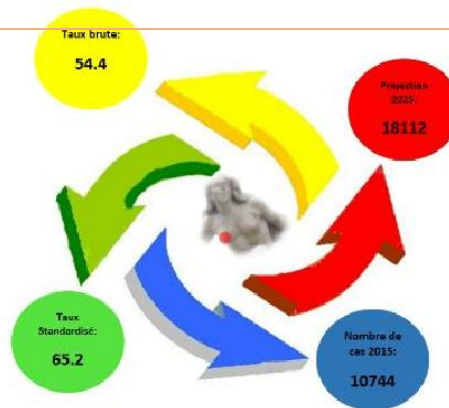 Taux brute:
54.4
Projection
2025:
18112
Taux
Standardisé:
65.2
Nombre de
cas 2015:
10744